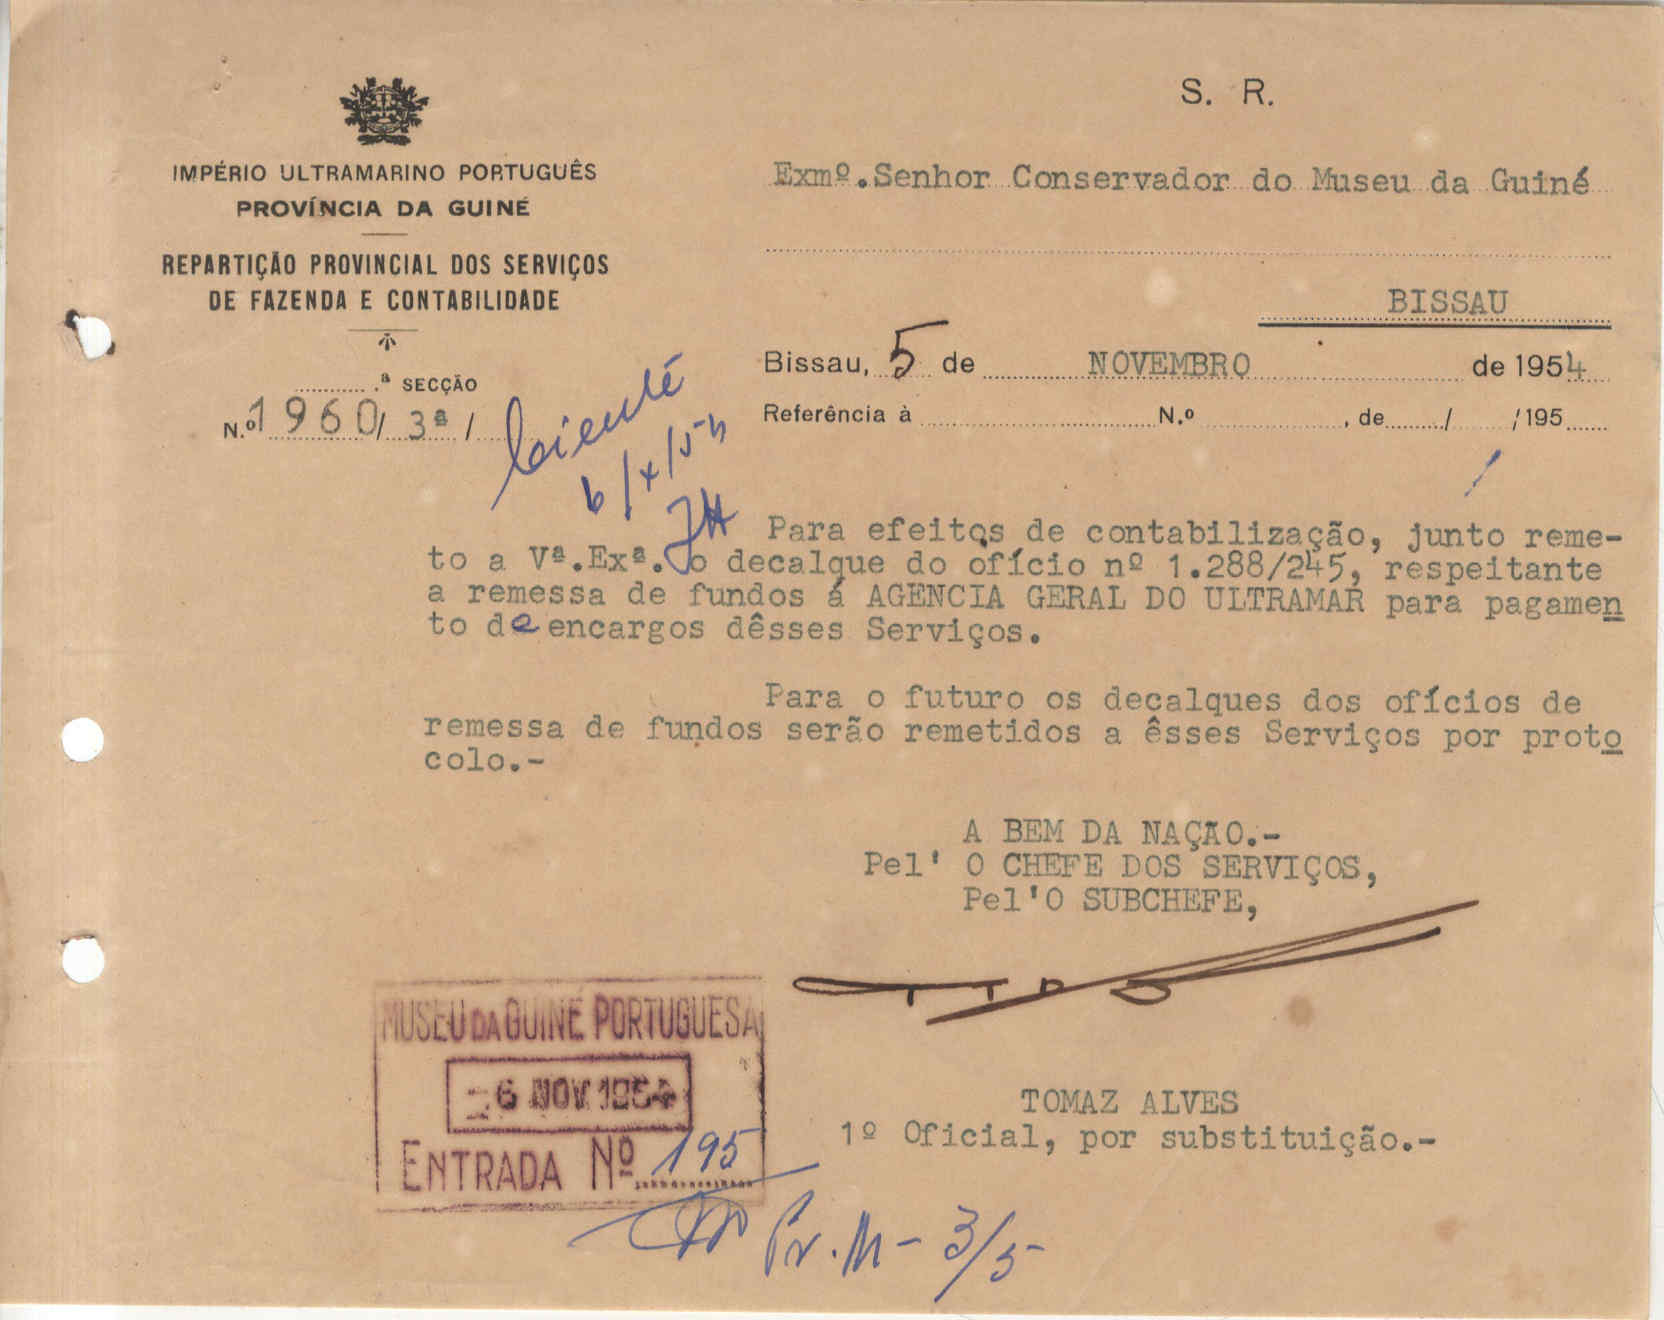 S. R.
IMPÉRIO ULTRAMARINO PORTUGUÊS
PROVÍNCIA DA GUINÉ
REPARTIÇÃO PROVINCIAL DOS SERVIÇOS
DE FAZENDA E CONTABILIDADE
.ª SECÇÃO
N.º 1960/ 3ª /
Exmº.Senhor Conservador do Museu da Guiné
BISSAU
Bissau, 5 de NOVEMBRO de 1954
Referência à N.º , de / /195
Ciente
6/X/54
Para efeitos de contabilização, junto reme-
to a Vª.Exª. o decalque do ofício nº 1.288/245, respeitante
a remessa de fundos á AGENCIA GERAL DO ULTRAMAR para pagamen
to de encargos dêsses Serviços.
Para o futuro os decalques dos ofícios de
remessa de fundos serão remetidos a êsses Serviços por proto
colo.-
A BEM DA NAÇÃO.-
Pel' O CHEFE DOS SERVIÇOS,
Pel'O SUBCHEFE,
TOMAZ ALVES
1º Oficial, por substituição.-
MUSEU DA GUINÉ PORTUGUESA
-6 NOV 1954
ENTRADA Nº 195
Pr. M - 3/5